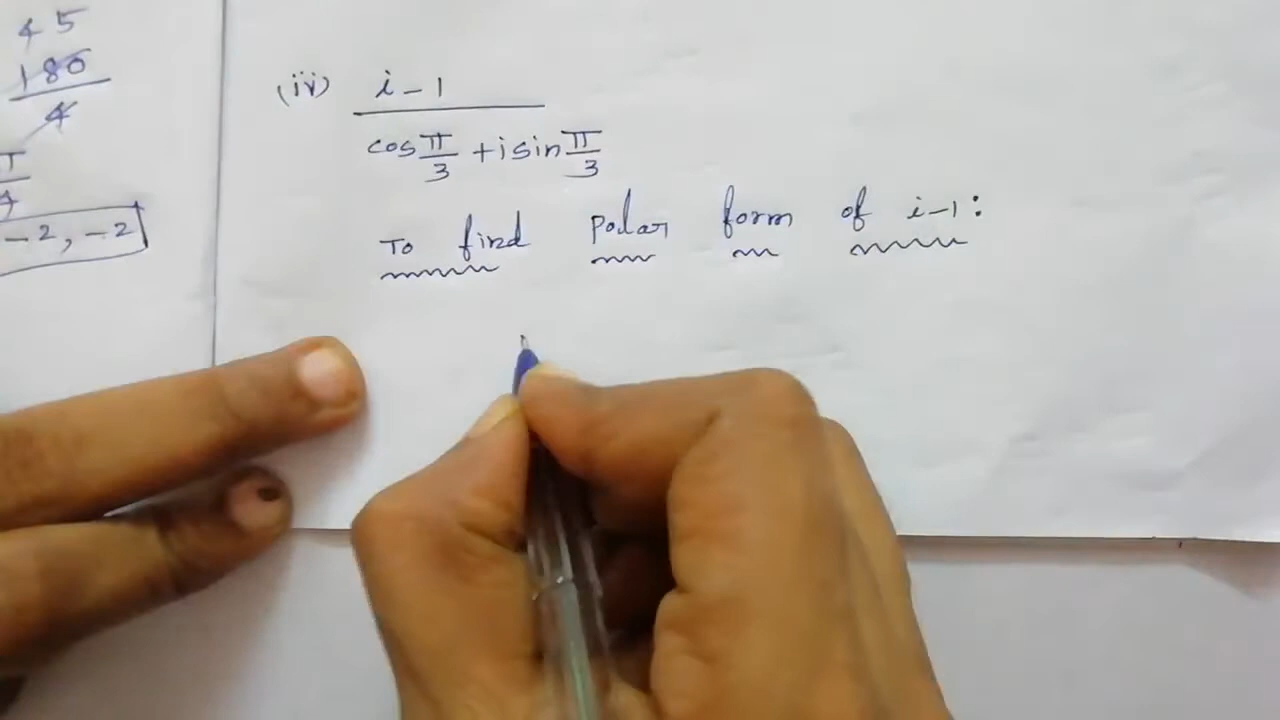 45
180
4
π
4
-2, -2
(iv) i-1
cos π/3 + i sin π/3
To find polar form of i-1: